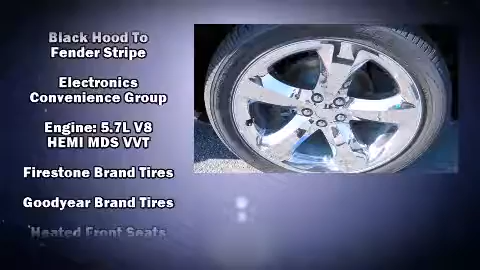 Black Hood To
Fender Stripe
Electronics
Convenience Group
Engine: 5.7L V8
HEMI MDS VVT
Firestone Brand Tires
Goodyear Brand Tires
Heated Front Seats